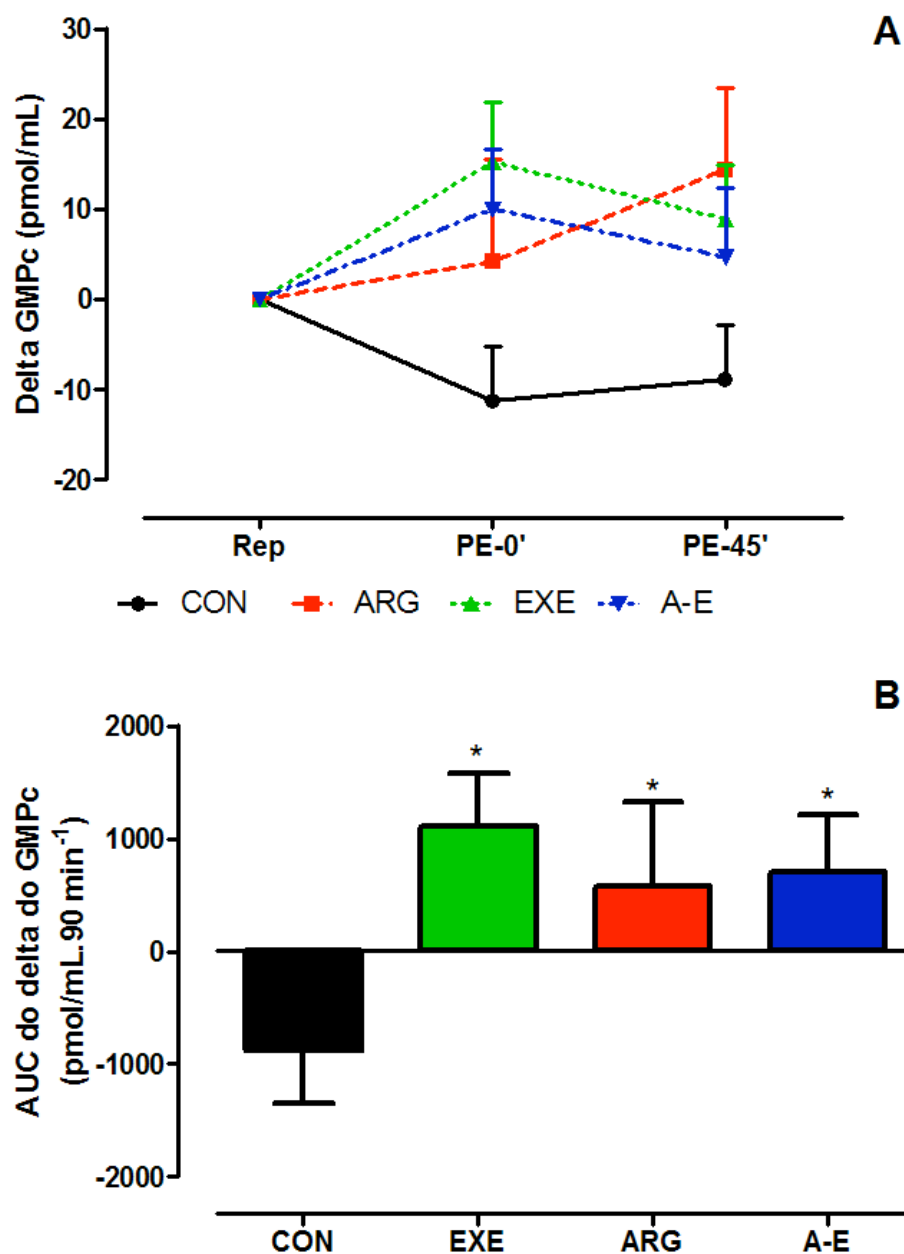 A
Delta GMPc (pmol/mL)
30
20
10
0
-10
-20
Rep PE-0' PE-45'
CON ARG EXE A-E
B
AUC do delta do GMPc
(pmol/mL.90 min⁻¹)
2000
1000
0
-1000
-2000
* * *
CON EXE ARG A-E